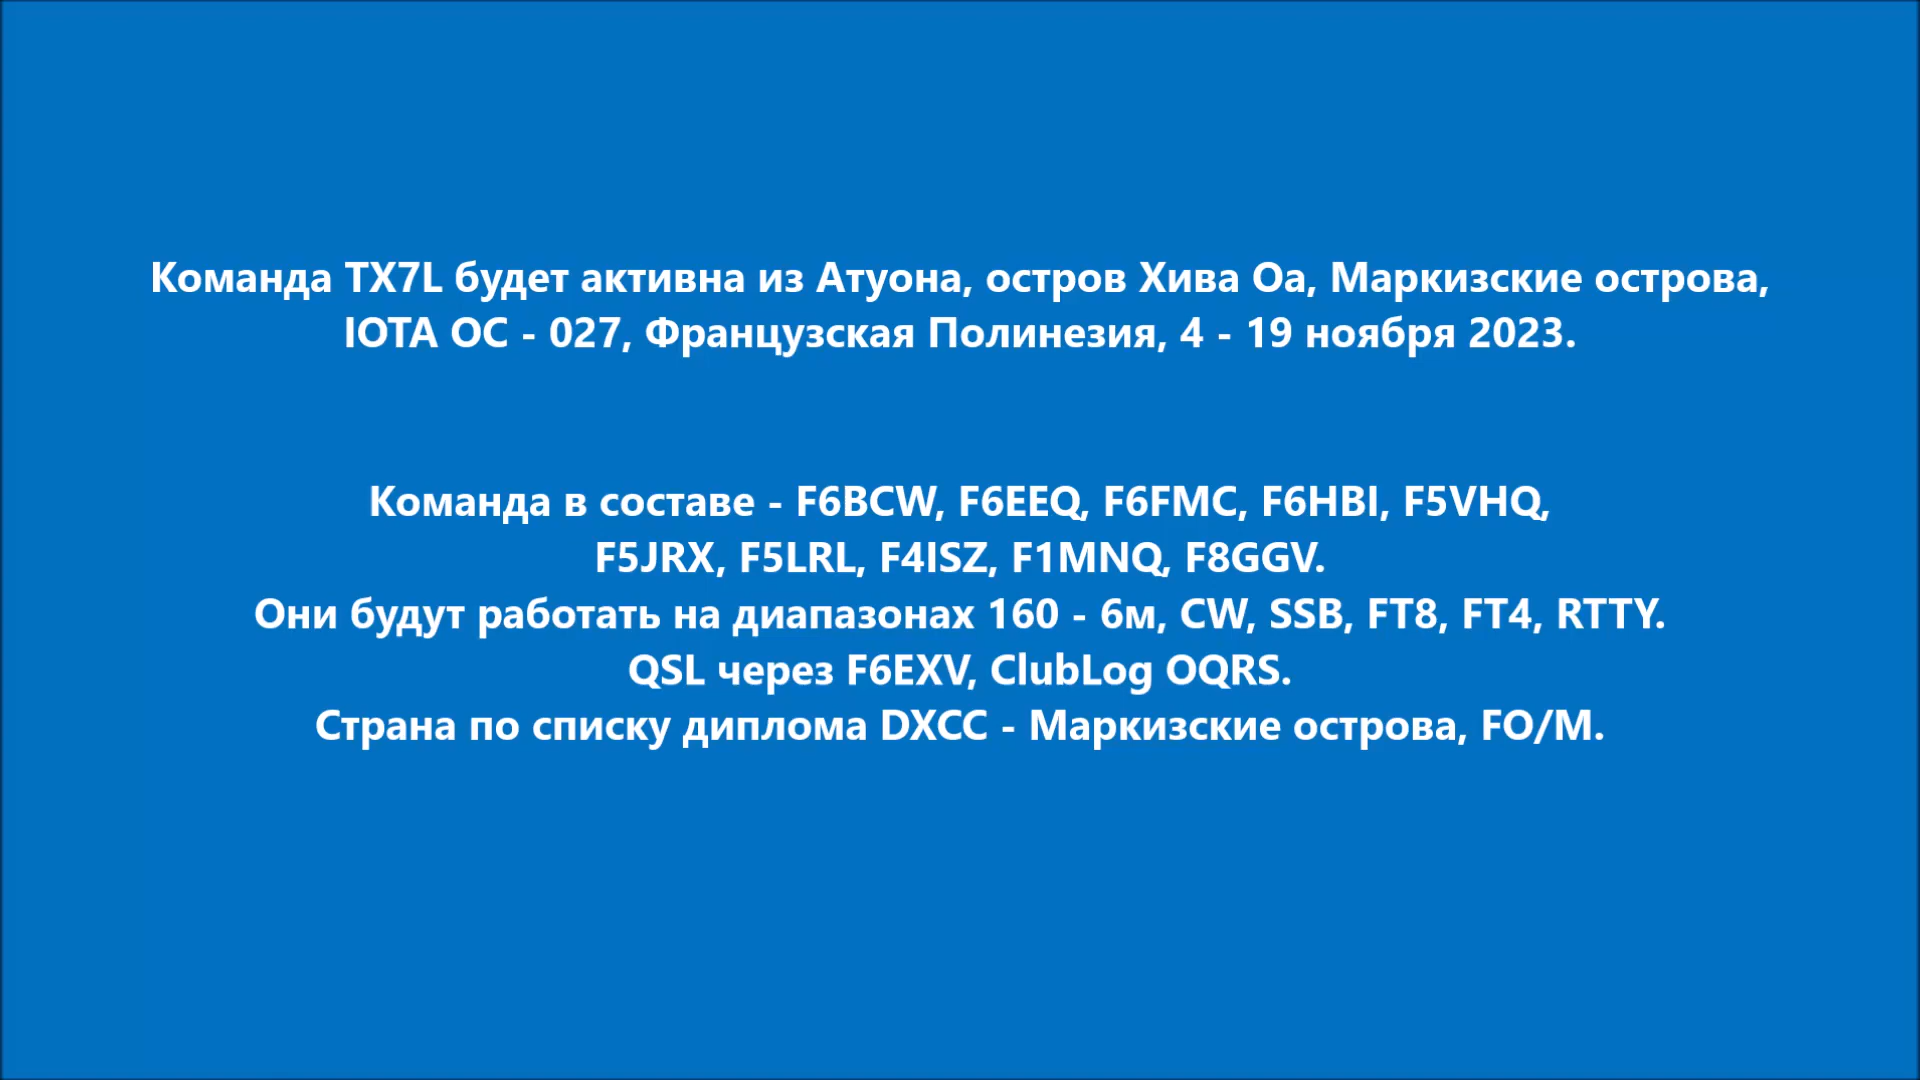 Команда TX7L будет активна из Атуона, остров Хива Оа, Маркизские острова,
IOTA OC - 027, Французская Полинезия, 4 - 19 ноября 2023.
Команда в составе - F6BCW, F6EEQ, F6FMC, F6HBI, F5VHQ,
F5JRX, F5LRL, F4ISZ, F1MNQ, F8GGV.
Они будут работать на диапазонах 160 - 6м, CW, SSB, FT8, FT4, RTTY.
QSL через F6EXV, ClubLog OQRS.
Страна по списку диплома DXCC - Маркизские острова, FO/M.